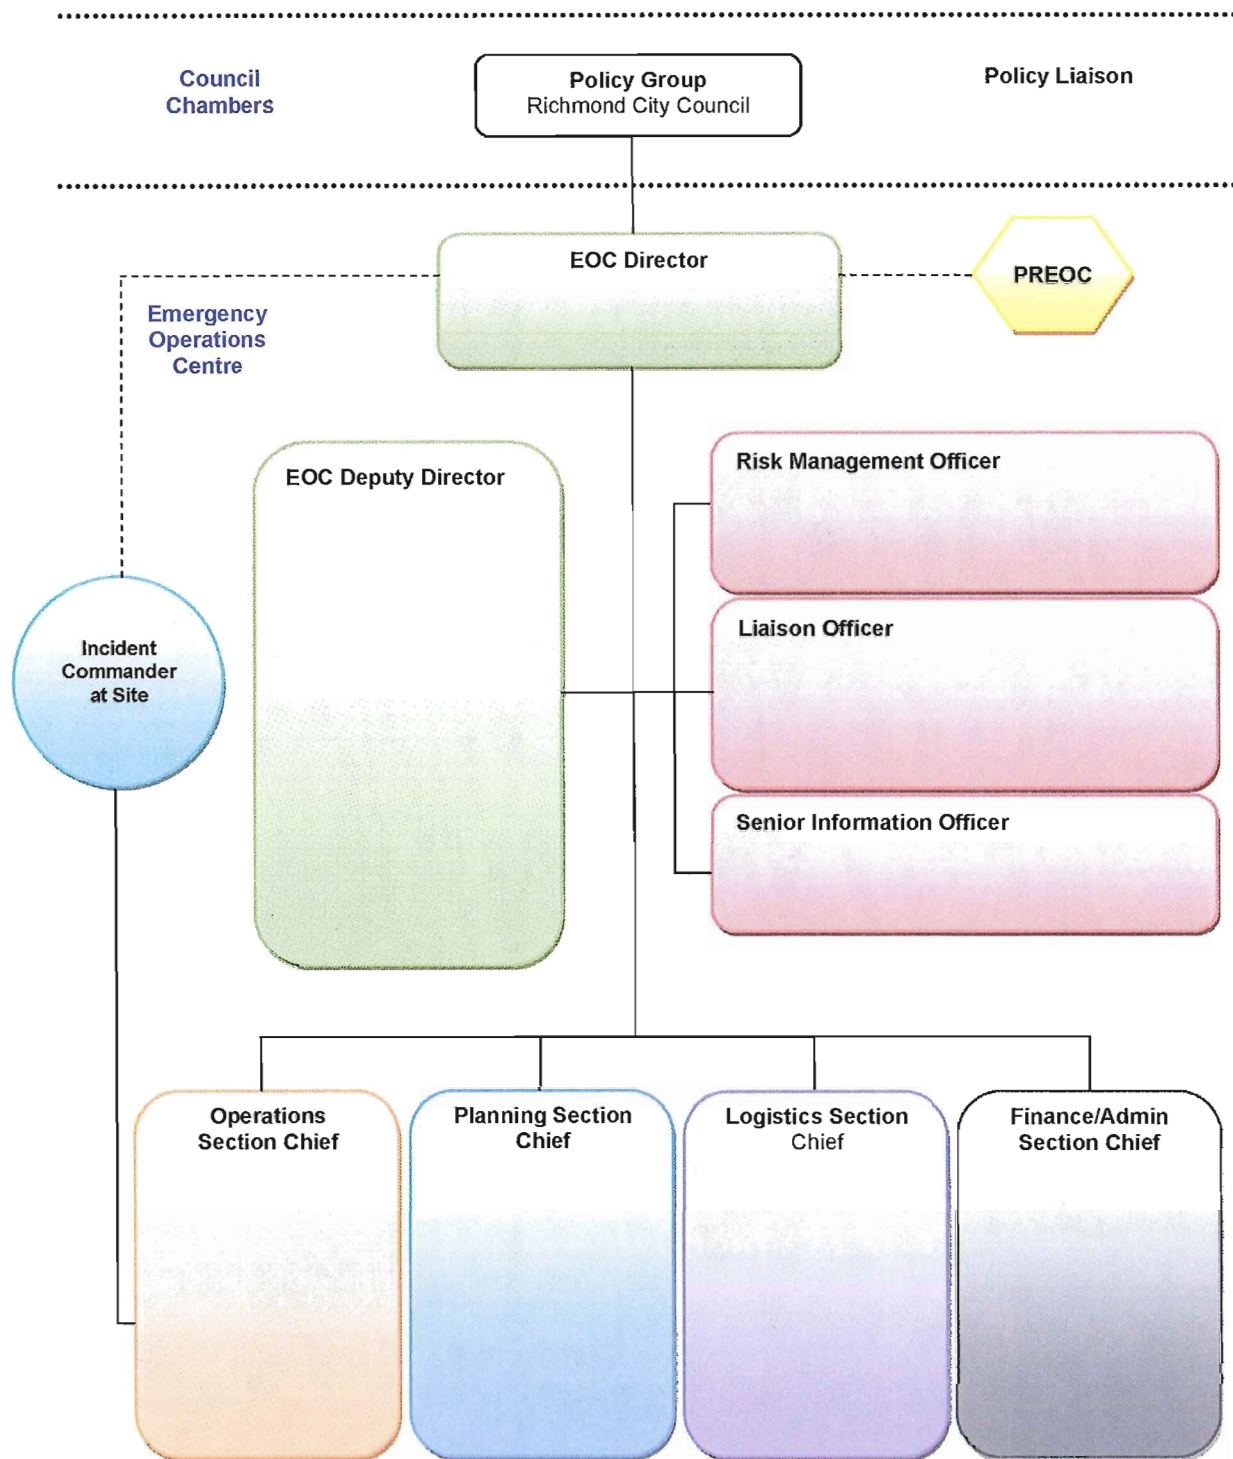 Council
Chambers
Policy Group
Richmond City Council
Policy Liaison
EOC Director
PREOC
Emergency
Operations
Centre
EOC Deputy Director
Risk Management Officer
Liaison Officer
Senior Information Officer
Incident
Commander
at Site
Operations
Section Chief
Planning Section
Chief
Logistics Section
Chief
Finance/Admin
Section Chief